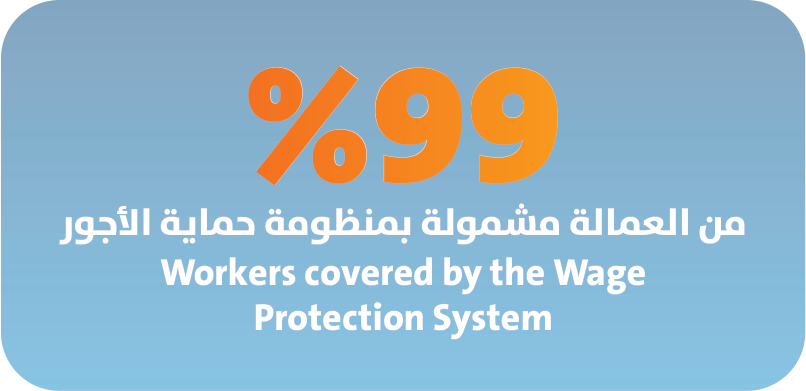 %99
من العمالة مشمولة بمنظومة حماية الأجور
Workers covered by the Wage
Protection System